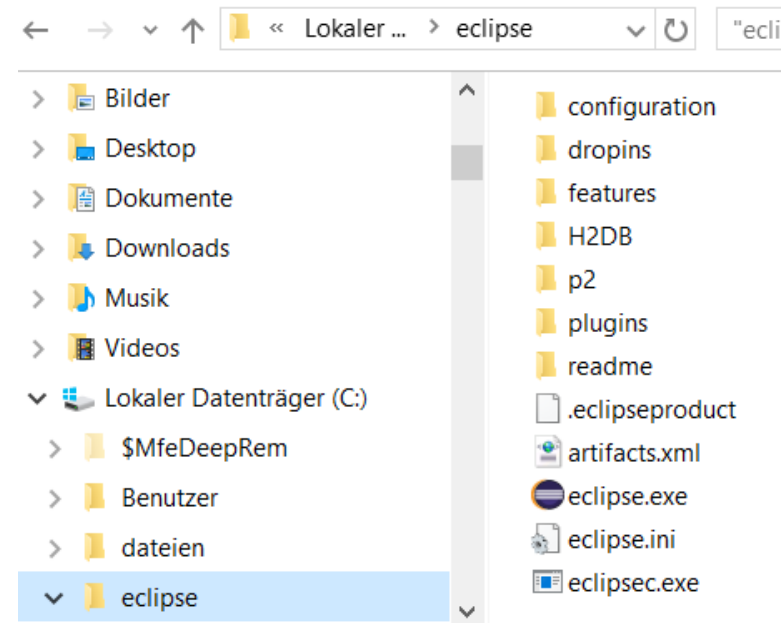 « Lokaler ... > eclipse
"ecli
Bilder
Desktop
Dokumente
Downloads
Musik
Videos
Lokaler Datenträger (C:)
$MfeDeepRem
Benutzer
dateien
eclipse
configuration
dropins
features
H2DB
p2
plugins
readme
.eclipseproduct
artifacts.xml
eclipse.exe
eclipse.ini
eclipsec.exe